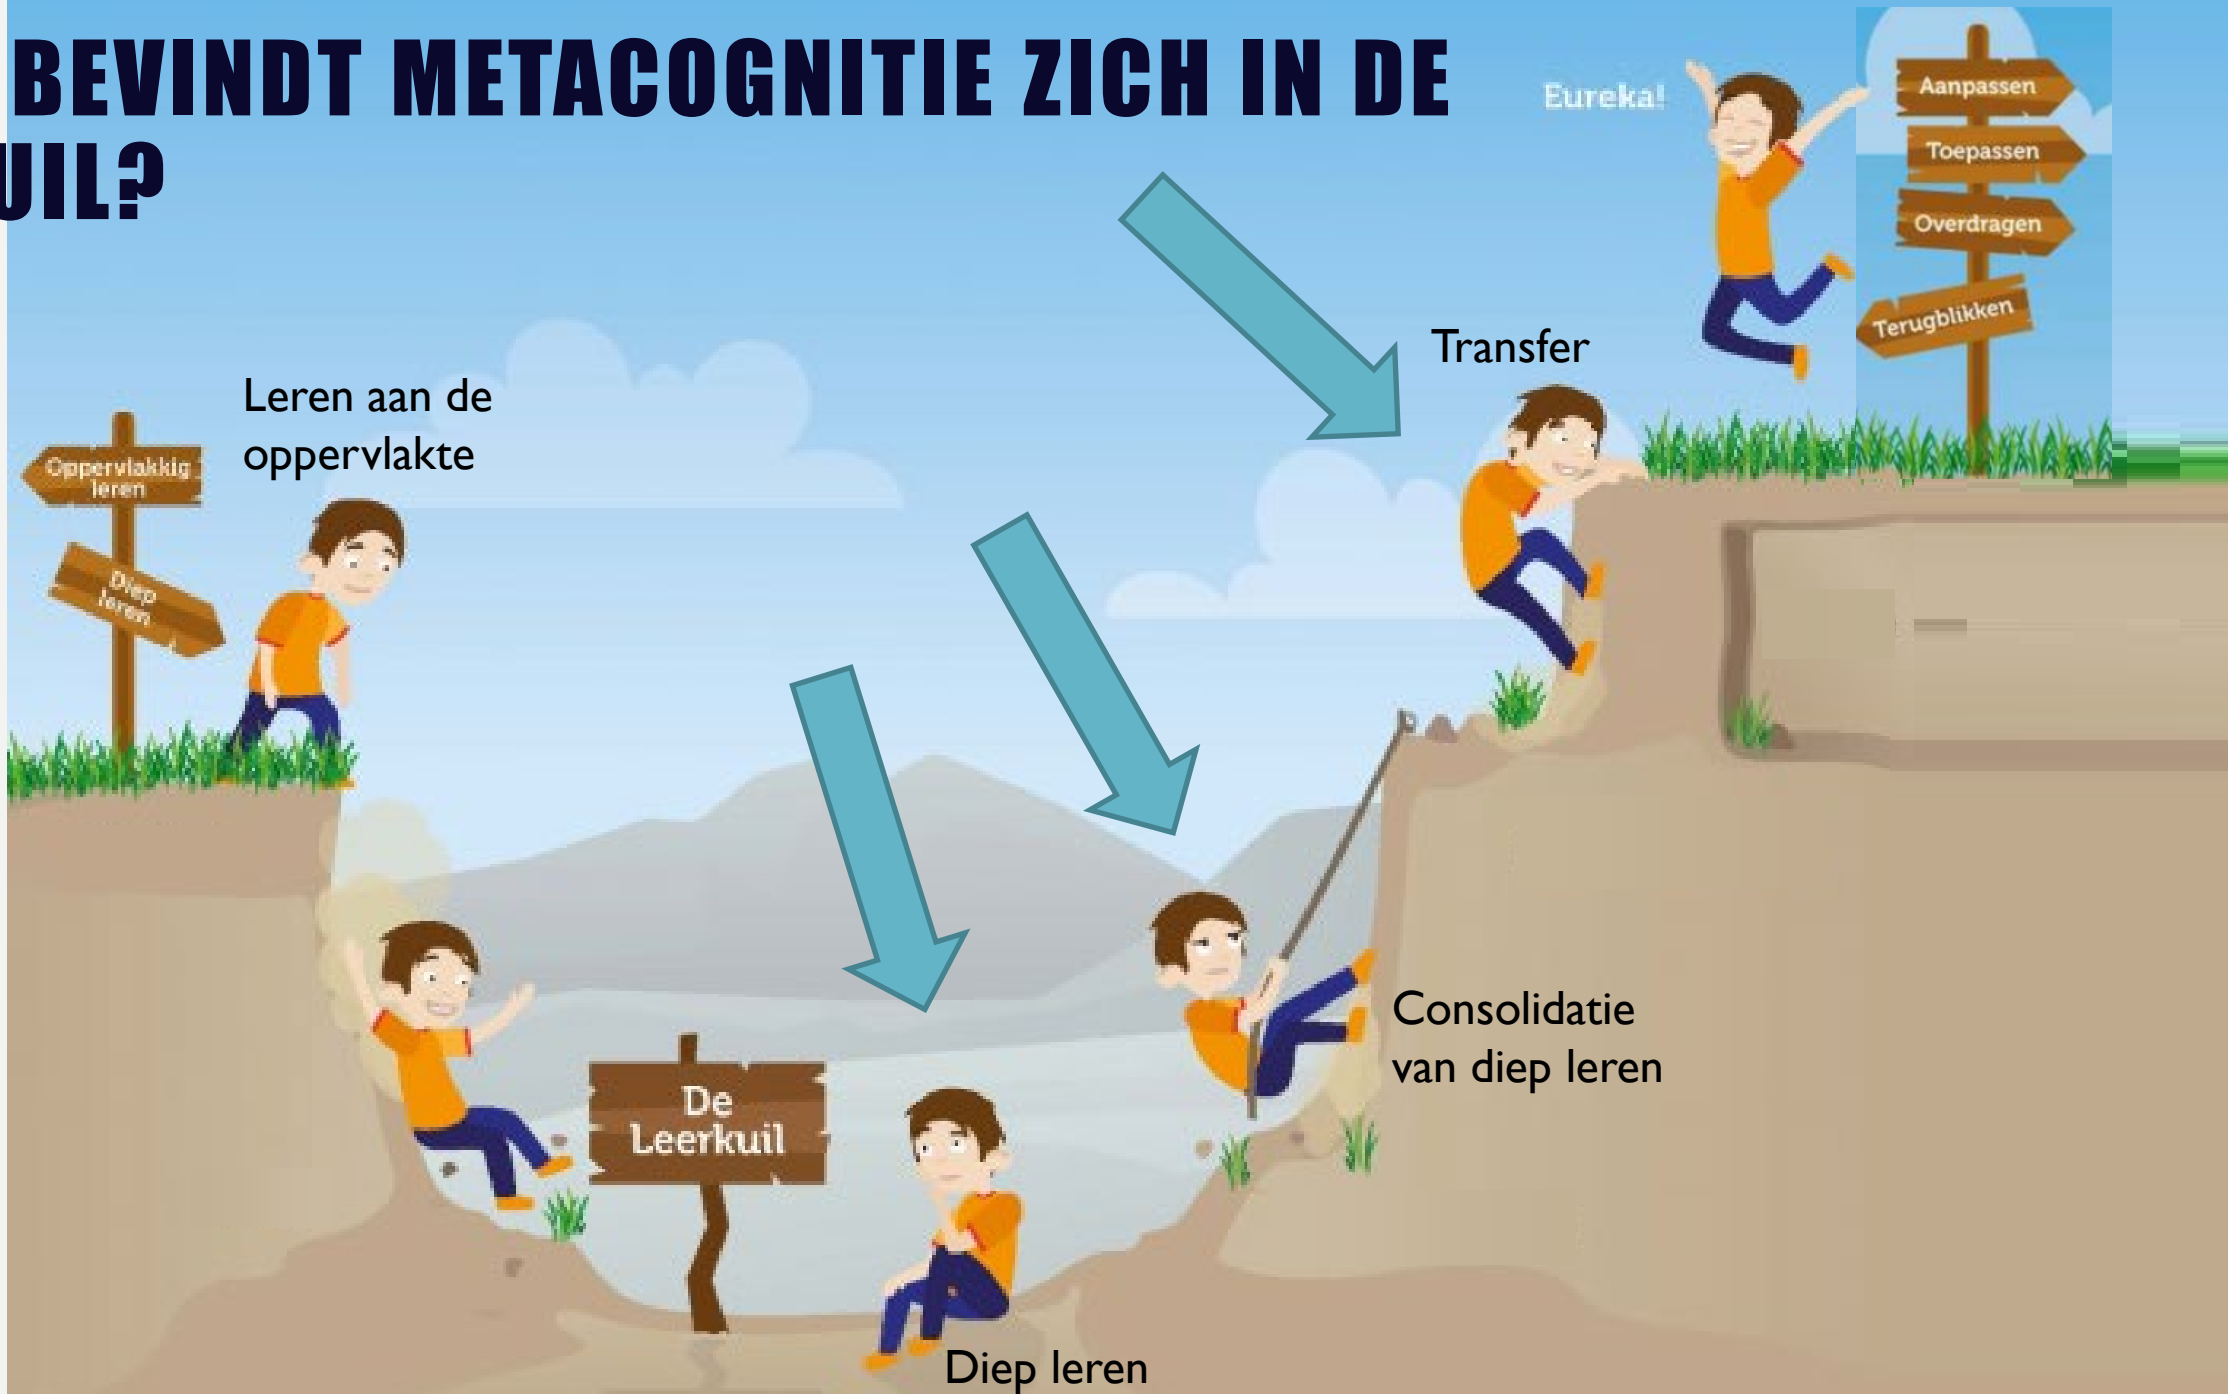 BEVINDT METACOGNITIE ZICH IN DE
UIL?
Eureka!
Aanpassen
Toepassen
Overdragen
Terugblikken
Transfer
Leren aan de
oppervlakte
Oppervlakkig
leren
Diep
leren
De
Leerkuil
Consolidatie
van diep leren
Diep leren